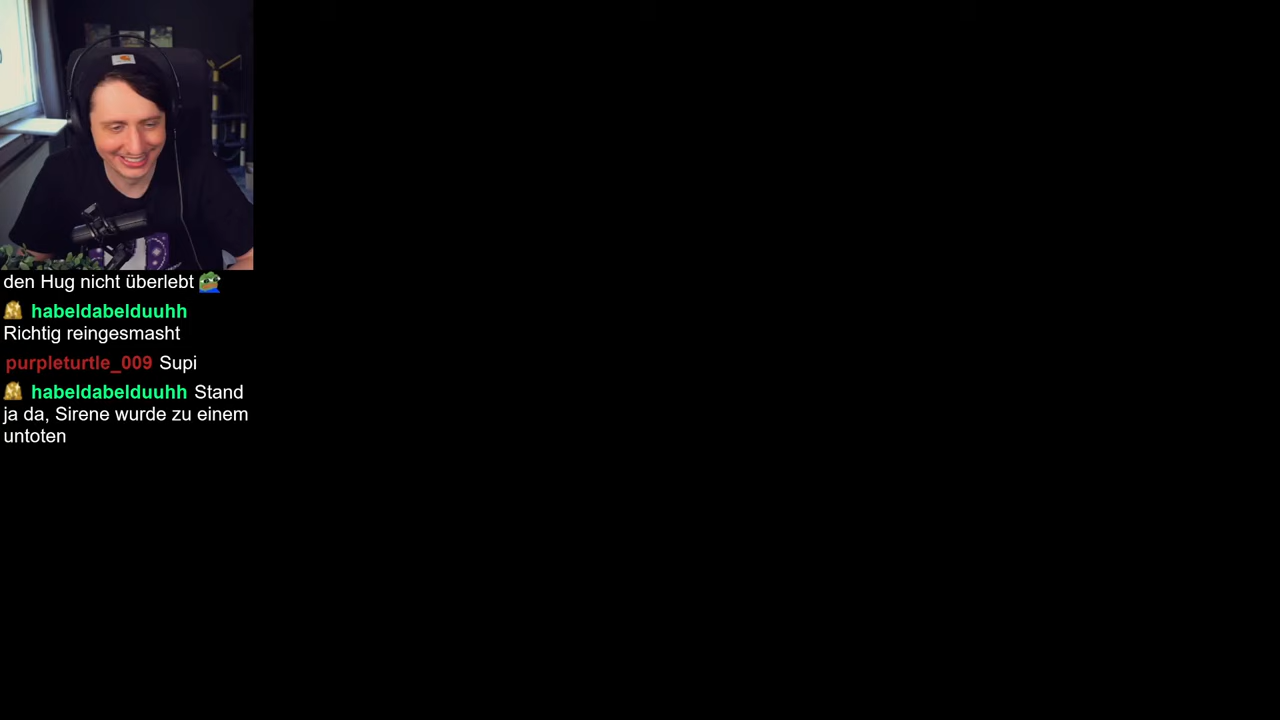 den Hug nicht überlebt
habeldabelduuhh
Richtig reingesmasht
purpleturtle_009 Supi
habeldabelduuhh Stand
ja da, Sirene wurde zu einem
untoten